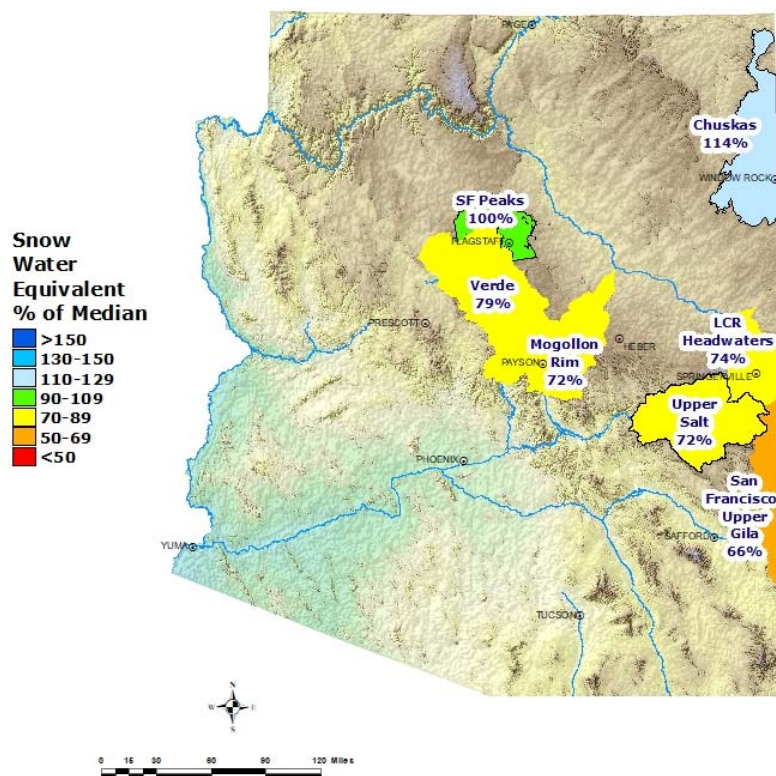 PAGE
Chuskas
114%
WINDOW ROCK
SF Peaks
100%
FLAGSTAFF
Snow
Water
Equivalent
% of Median
>150
130-150
110-129
90-109
70-89
50-69
<50
Verde
79%
PRESCOTT
Mogollon
Rim
72%
PAYSON
HEBER
LCR
Headwaters
74%
SPRINGERVILLE
Upper
Salt
72%
PHOENIX
San
Francisco
Upper
Gila
66%
SAFFORD
YUMA
TUCSON
N
W E
S
0 15 30 60 90 120 Miles